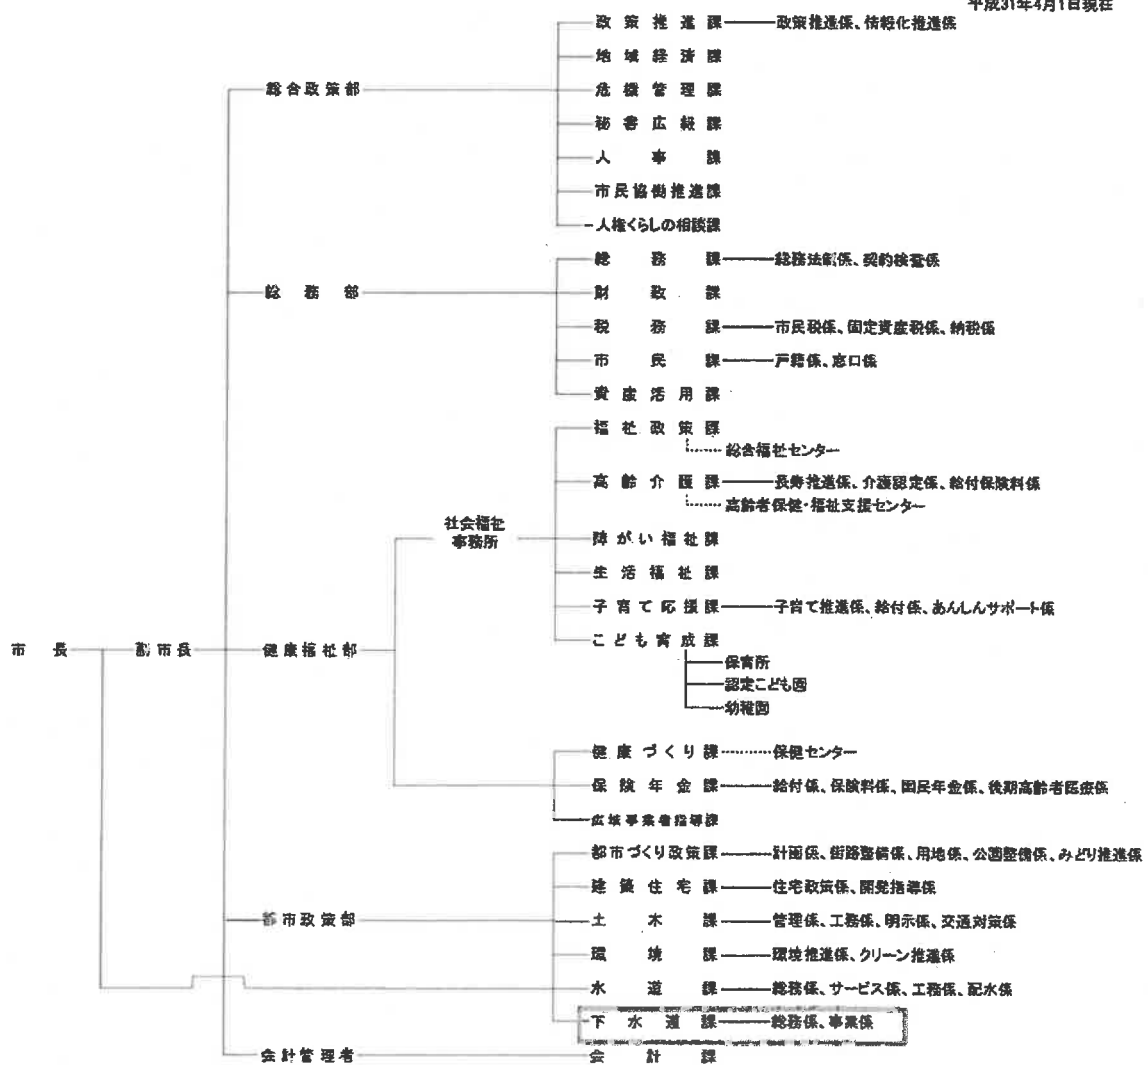 平成31年4月1日現在
政策推進課 政策推進係、情報化推進係
地域経済課
総合政策部 危機管理課
秘書広報課
人事課
市民協働推進課
人権くらしの相談課
総務課 総務法制係、契約検査係
総務部 財政課
税務課 市民税係、固定資産税係、納税係
市民課 戸籍係、窓口係
資産活用課
福祉政策課
総合福祉センター
高齢介護課 長寿推進係、介護認定係、給付保険料係
高齢者保健・福祉支援センター
社会福祉
事務所
障がい福祉課
生活福祉課
子育て応援課 子育て推進係、給付係、あんしんサポート係
市長 副市長 健康福祉部 こども育成課
保育所
認定こども園
幼稚園
健康づくり課 保健センター
保険年金課 給付係、保険料係、国民年金係、後期高齢者医療係
広域事業者指導課
都市づくり政策課 計画係、街路整備係、用地係、公園整備係、みどり推進係
建築住宅課 住宅政策係、開発指導係
都市政策部 土木課 管理係、工務係、明示係、交通対策係
環境課 環境推進係、クリーン推進係
水道課 総務係、サービス係、工務係、配水係
下水道課 総務係、事業係
会計管理者 会計課